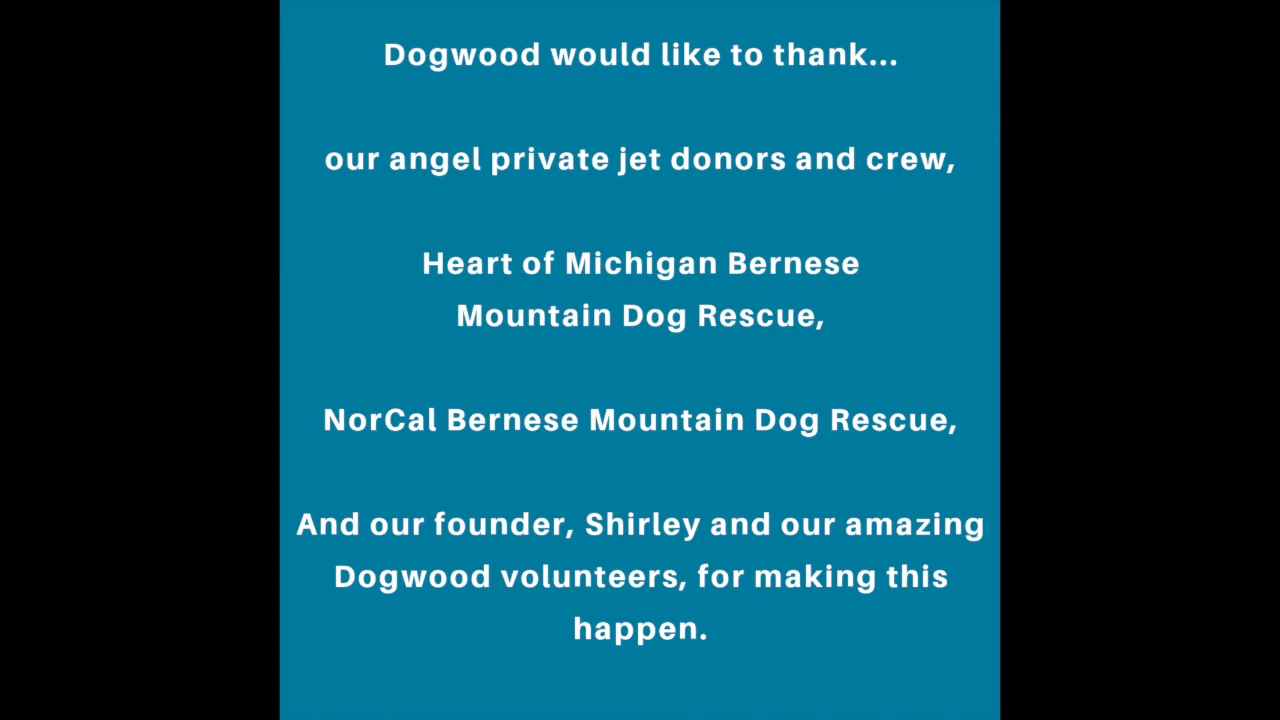 Dogwood would like to thank...
our angel private jet donors and crew,
Heart of Michigan Bernese
Mountain Dog Rescue,
NorCal Bernese Mountain Dog Rescue,
And our founder, Shirley and our amazing
Dogwood volunteers, for making this
happen.